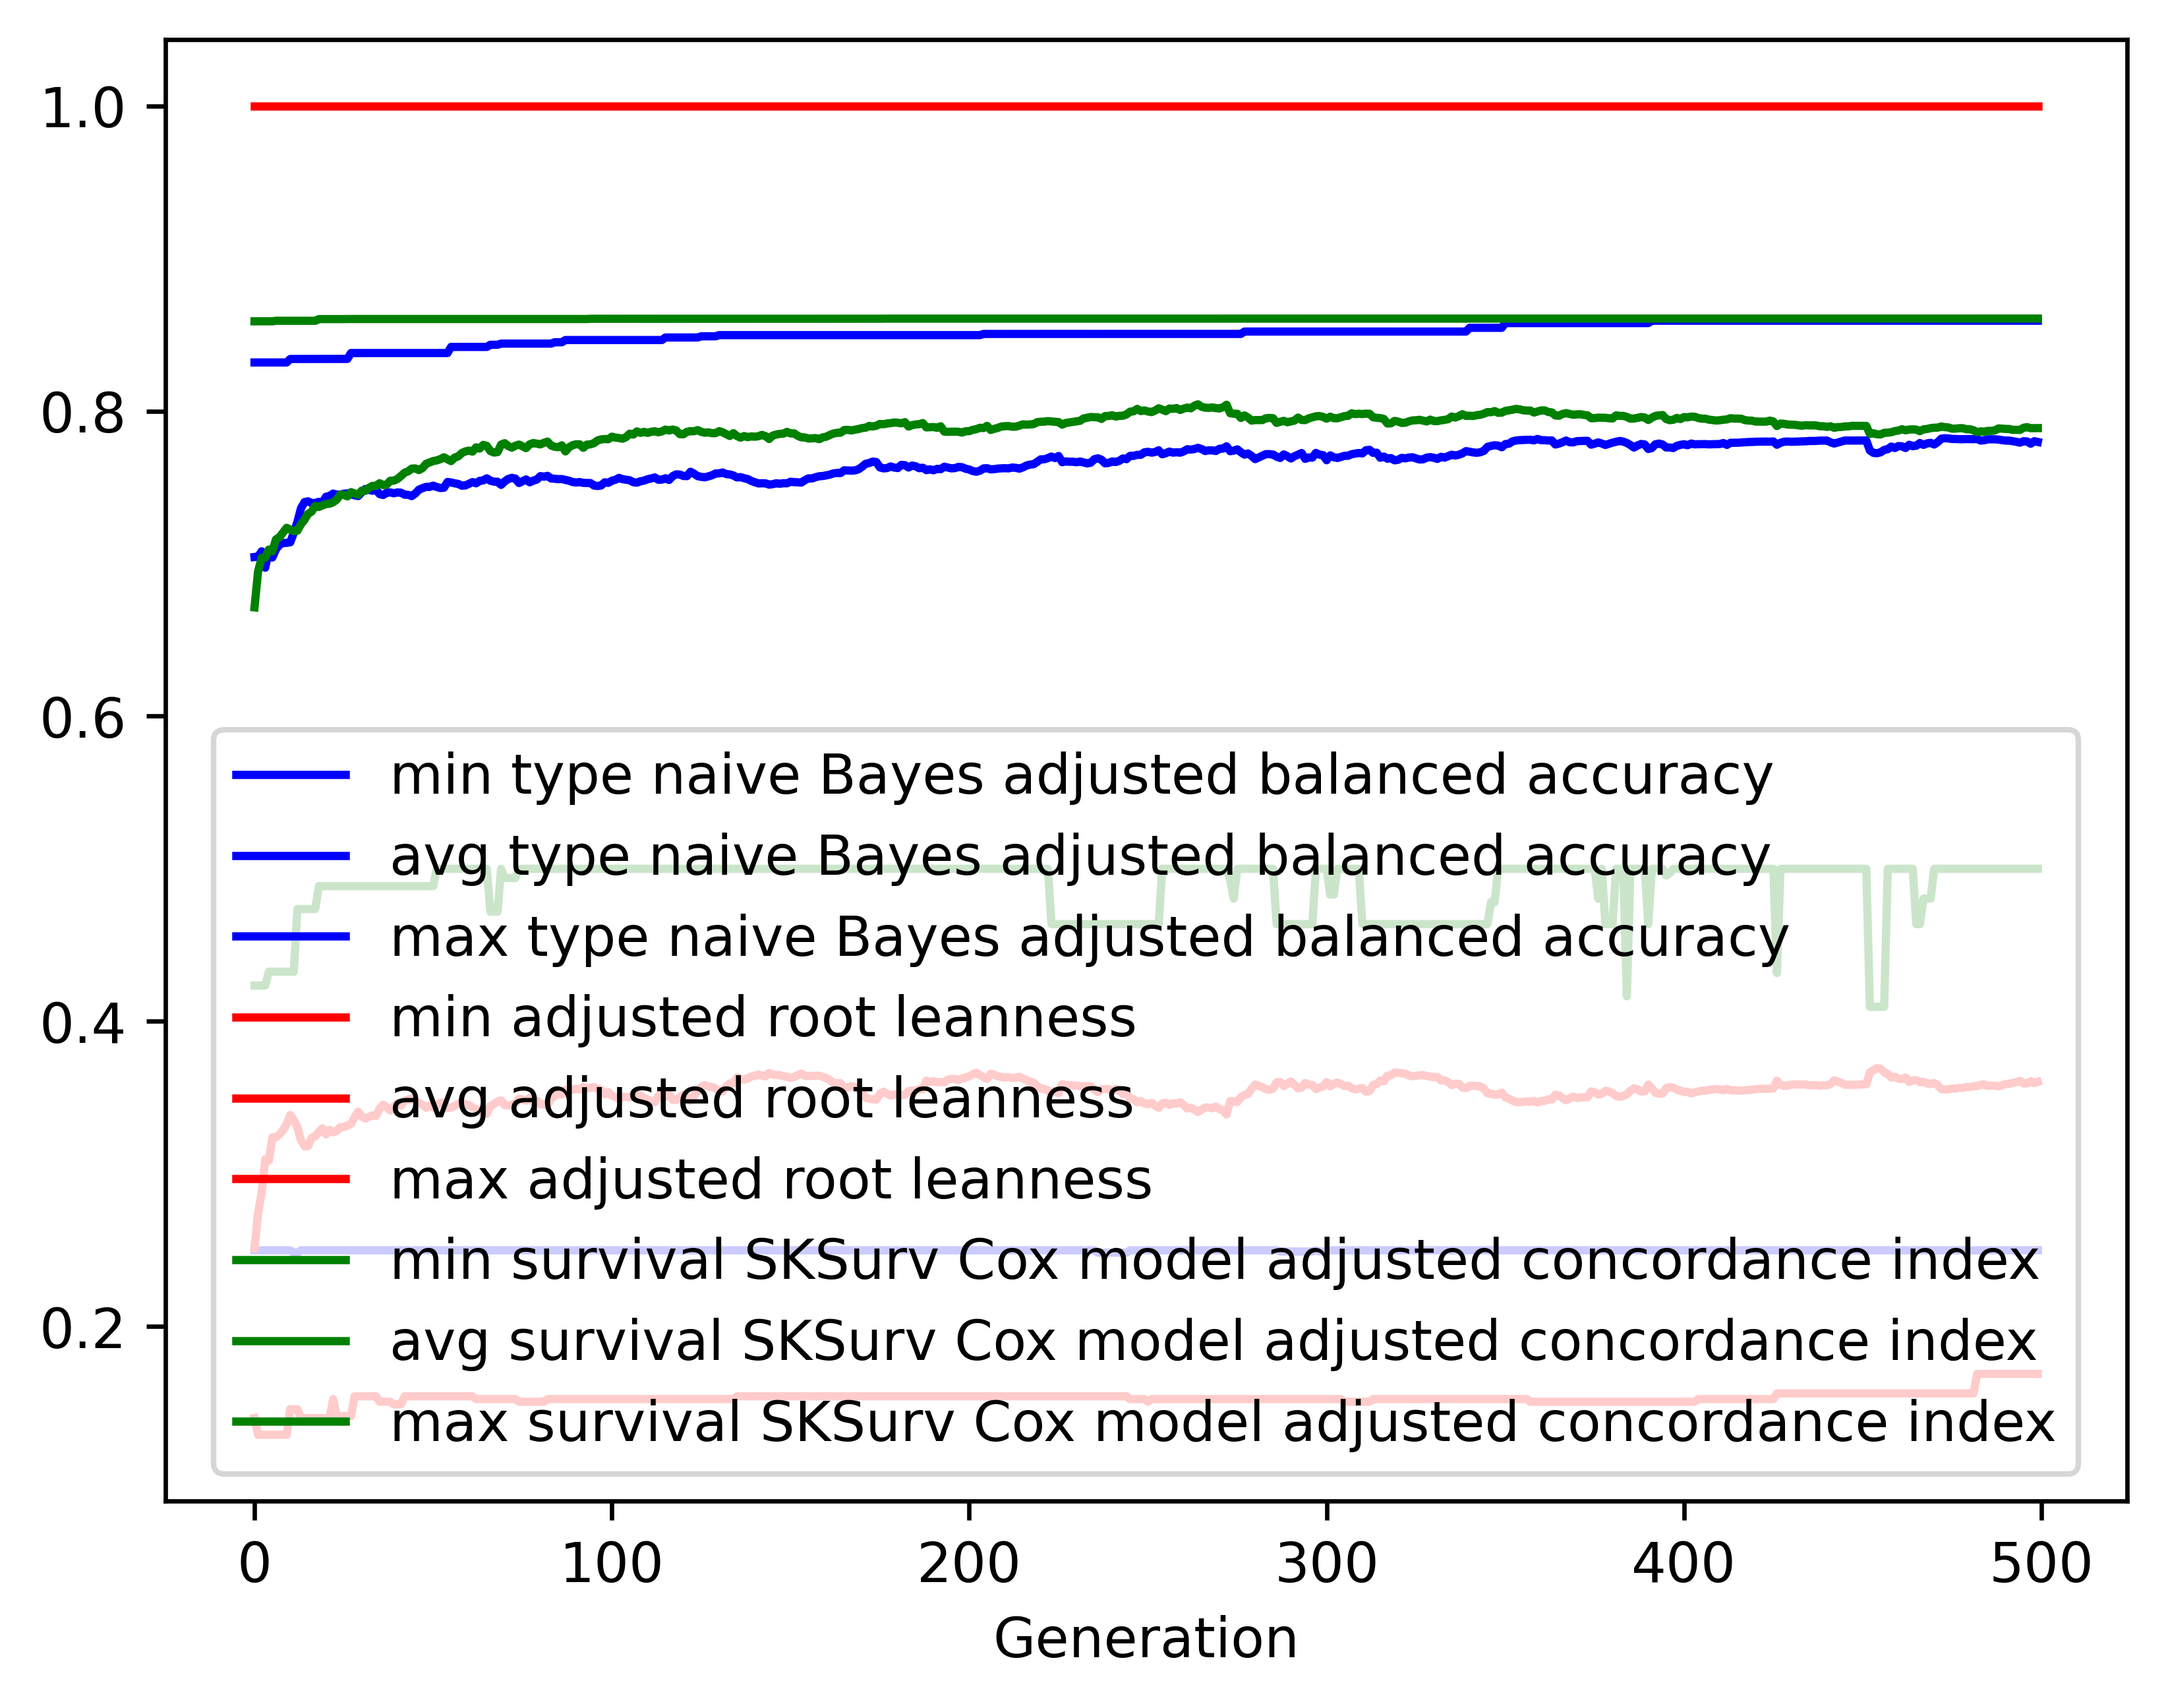 1.0
0.8
0.6
0.4
0.2
min type naive Bayes adjusted balanced accuracy
avg type naive Bayes adjusted balanced accuracy
max type naive Bayes adjusted balanced accuracy
min adjusted root leanness
avg adjusted root leanness
max adjusted root leanness
min survival SKSurv Cox model adjusted concordance index
avg survival SKSurv Cox model adjusted concordance index
max survival SKSurv Cox model adjusted concordance index
0 100 200 300 400 500
Generation